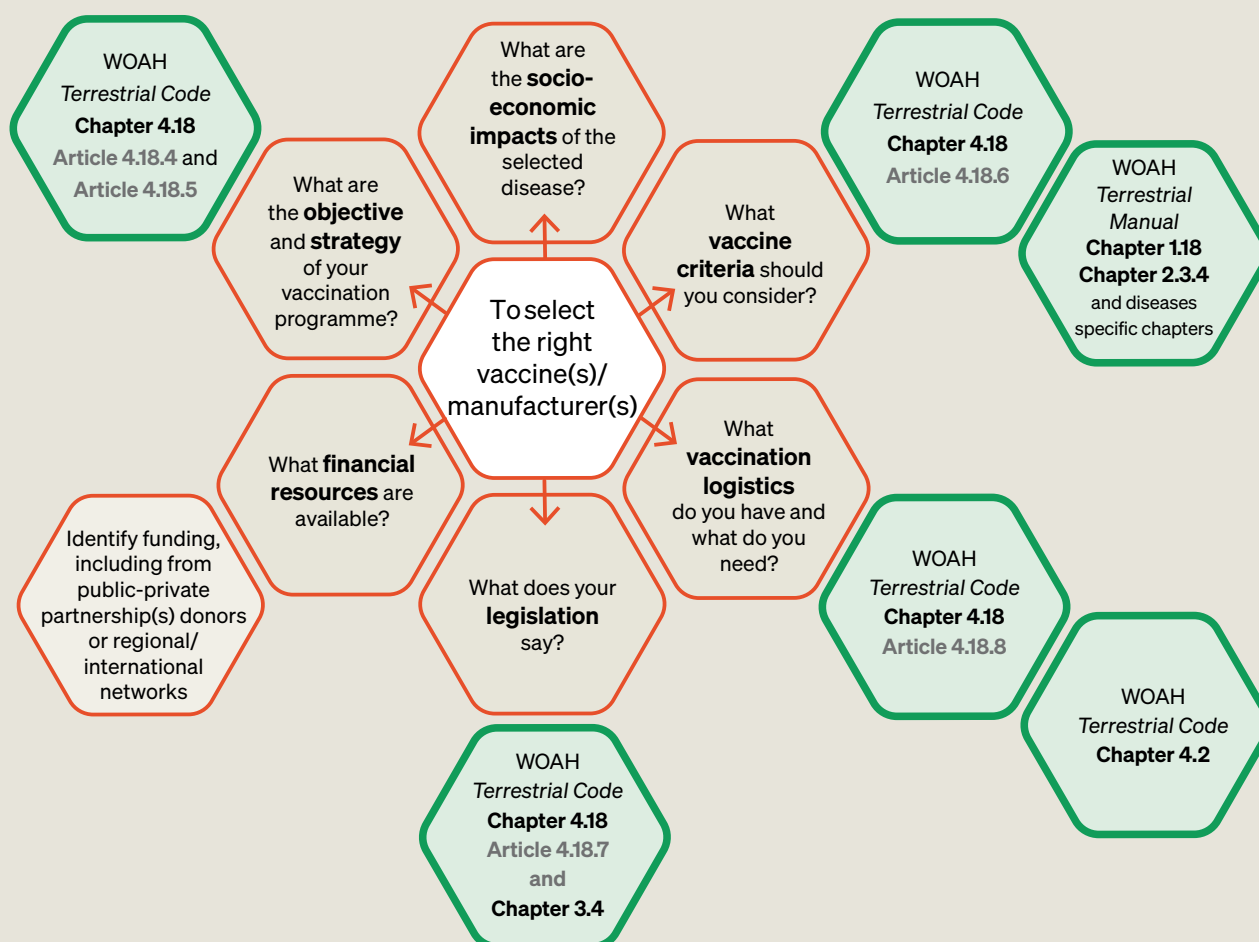 WOAH
Terrestrial Code
Chapter 4.18
Article 4.18.4 and
Article 4.18.5
What are
the objective
and strategy
of your
vaccination
programme?
What are
the socio-
economic
impacts of the
selected
disease?
What
vaccine
criteria should
you consider?
WOAH
Terrestrial Code
Chapter 4.18
Article 4.18.6
WOAH
Terrestrial
Manual
Chapter 1.18
Chapter 2.3.4
and diseases
specific chapters
To select
the right
vaccine(s)/
manufacturer(s)
What financial
resources are
available?
Identify funding,
including from
public-private
partnership(s) donors
or regional/
international
networks
What does your
legislation
say?
What
vaccination
logistics
do you have and
what do you
need?
WOAH
Terrestrial Code
Chapter 4.18
Article 4.18.8
WOAH
Terrestrial Code
Chapter 4.2
WOAH
Terrestrial Code
Chapter 4.18
Article 4.18.7
and
Chapter 3.4